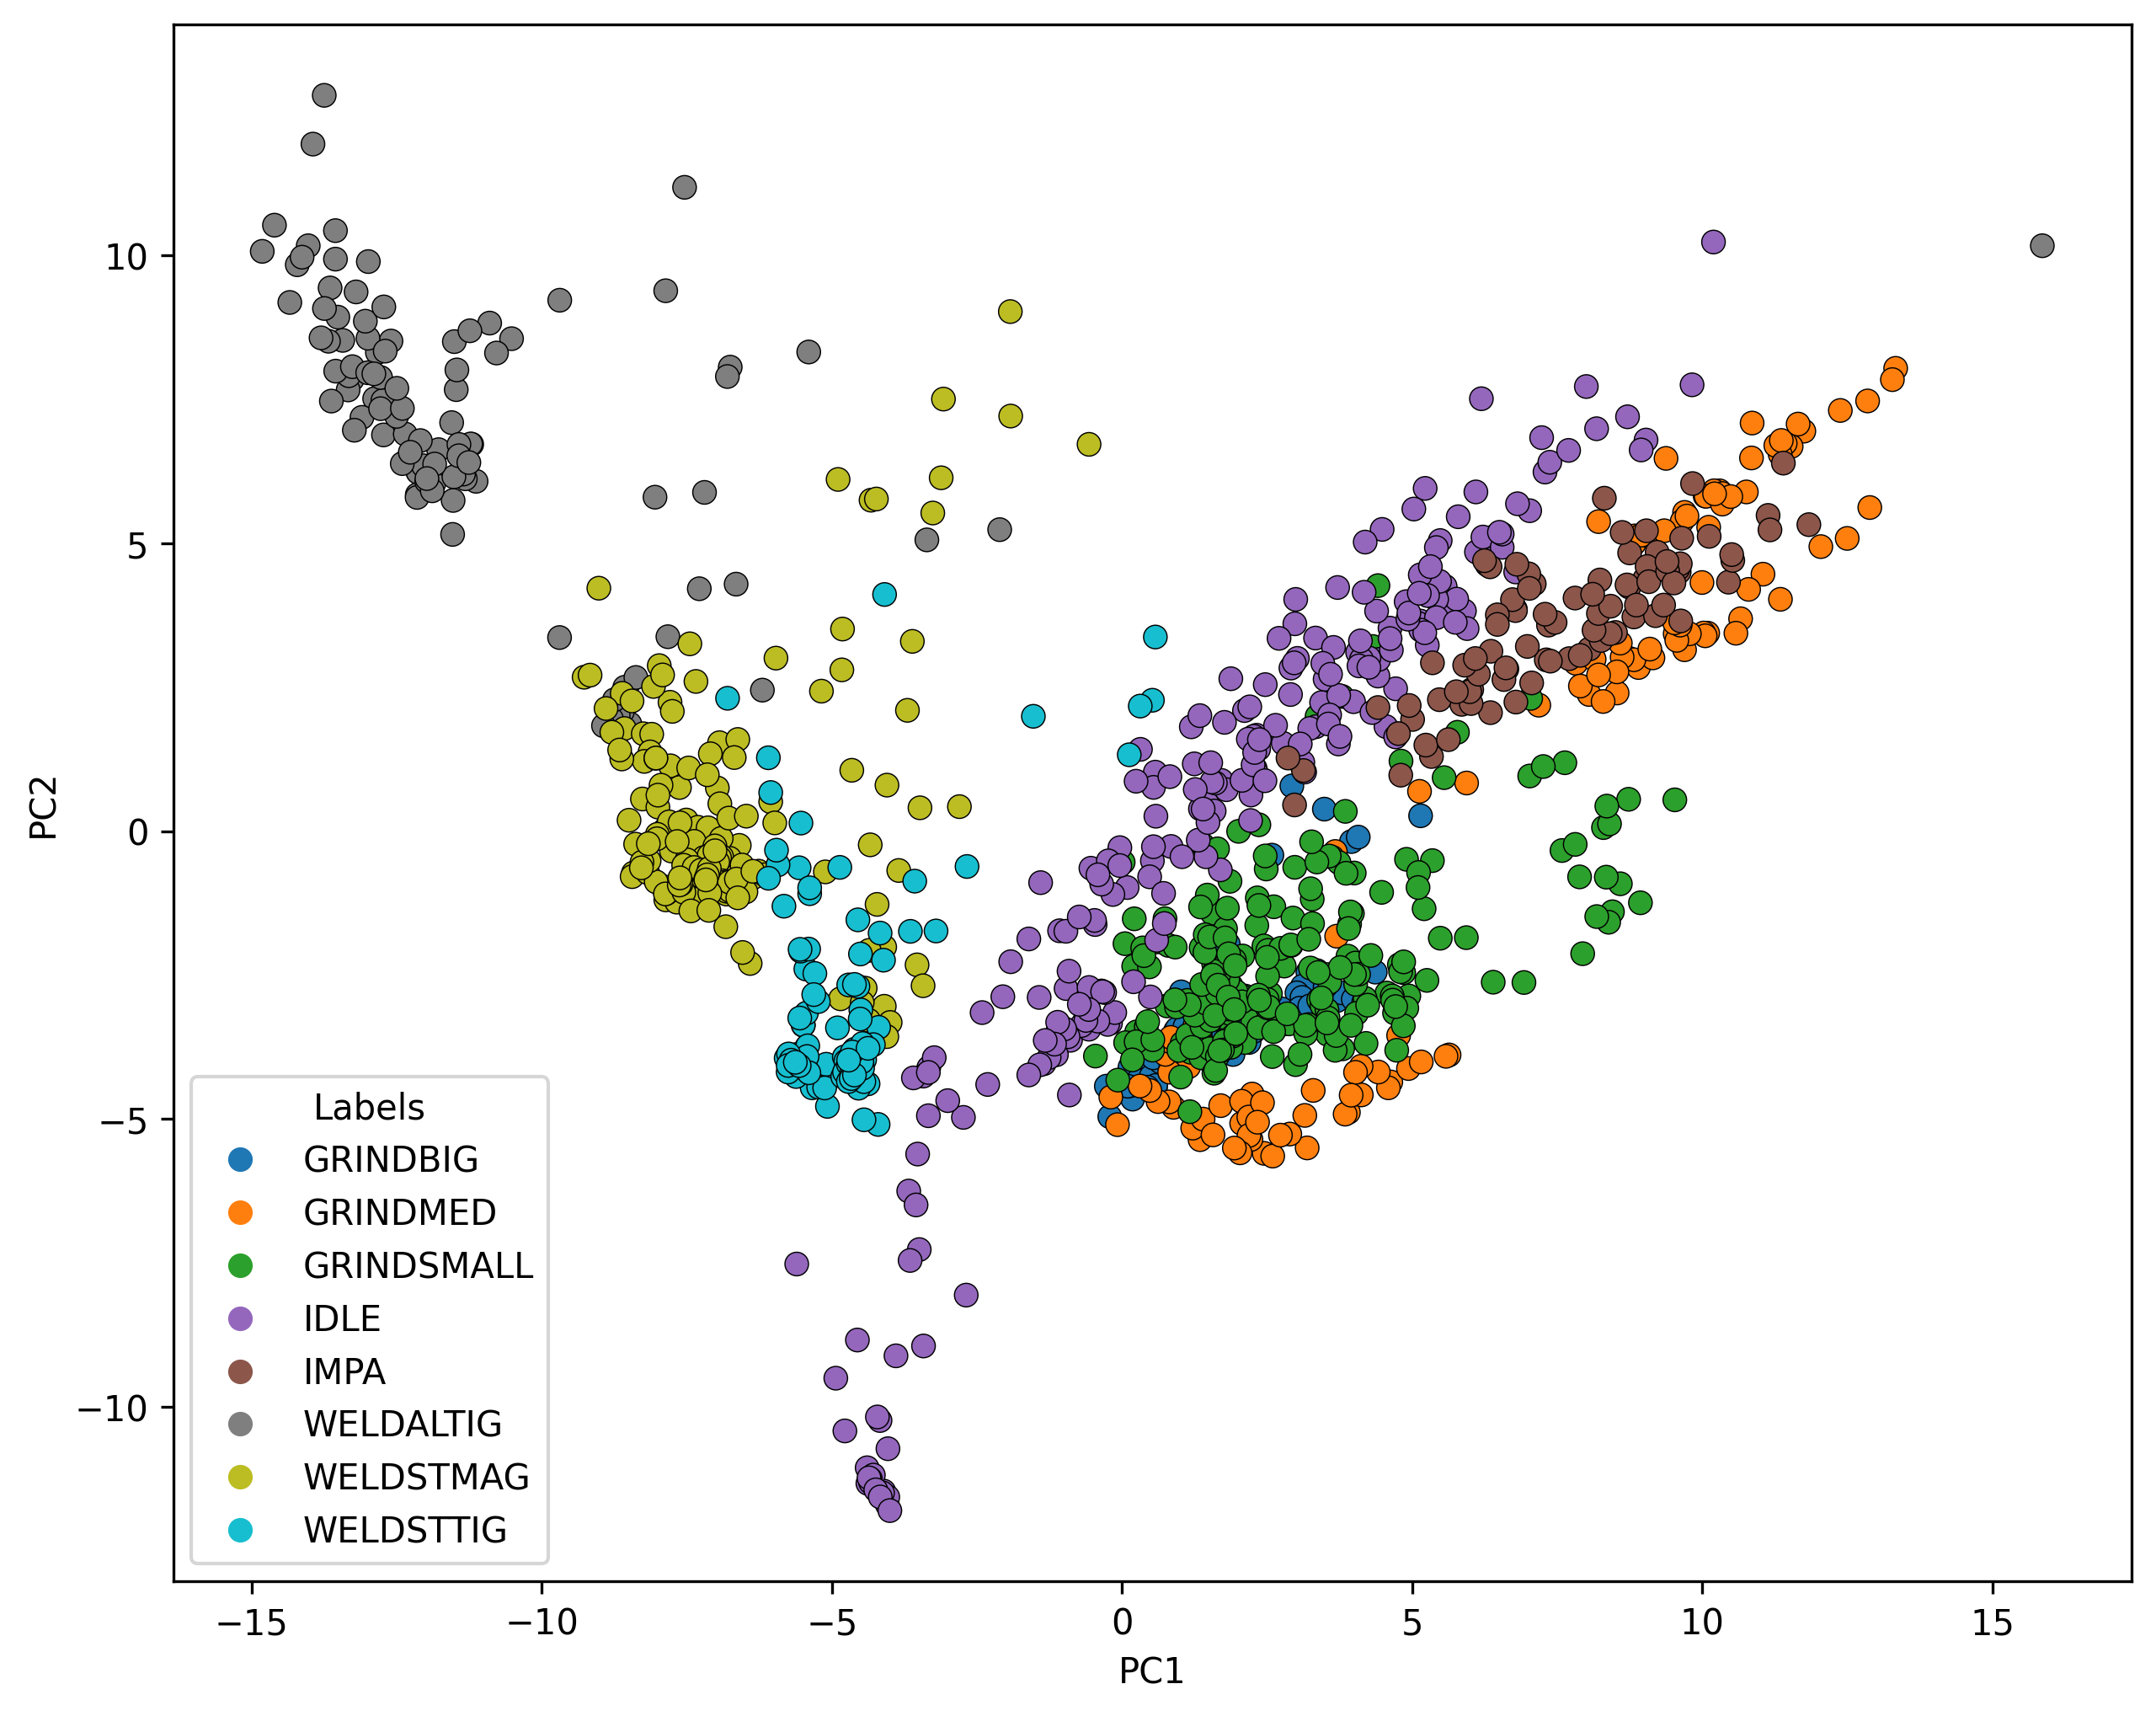 10
5
0
−5
−10
PC2
Labels
GRINDBIG
GRINDMED
GRINDSMALL
IDLE
IMPA
WELDALTIG
WELDSTMAG
WELDSTTIG
−15
−10
−5
0
5
10
15
PC1